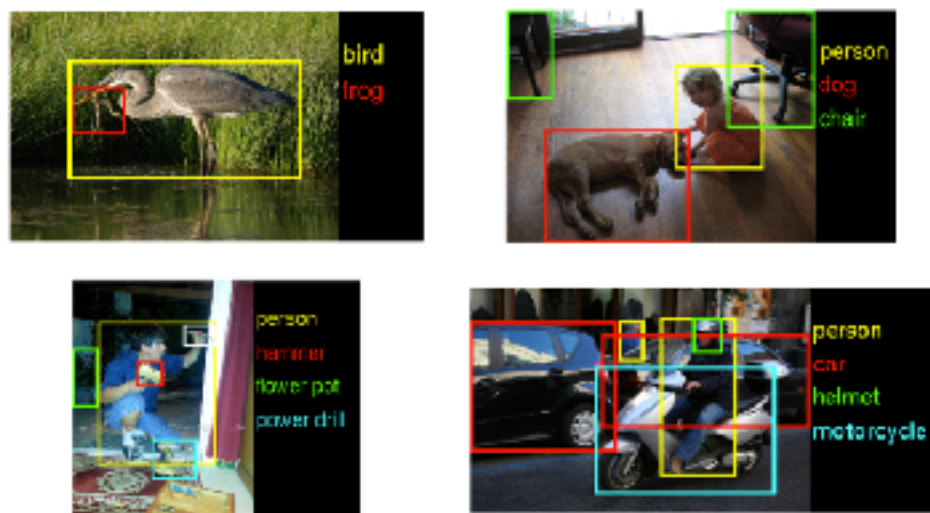 bird
frog
person
dog
chair
person
hammer
flower pot
power drill
person
car
helmet
motorcycle